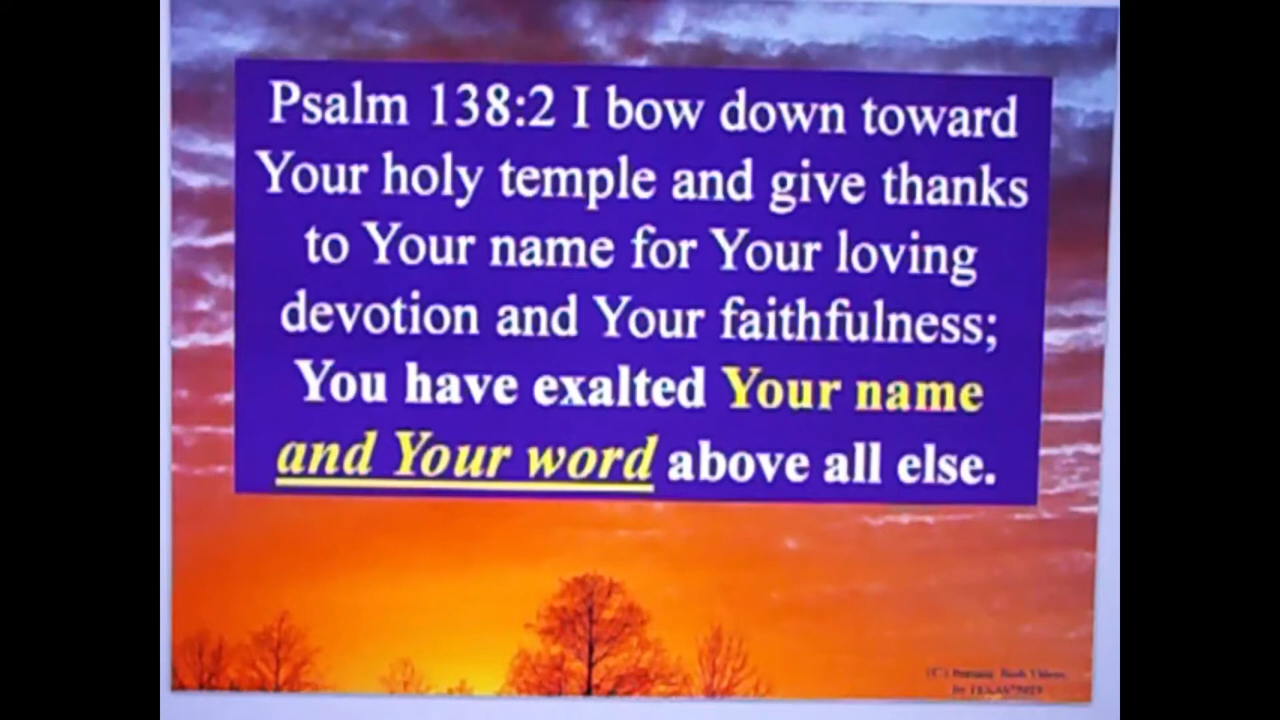 Psalm 138:2 I bow down toward
Your holy temple and give thanks
to Your name for Your loving
devotion and Your faithfulness;
You have exalted Your name
and Your word above all else.